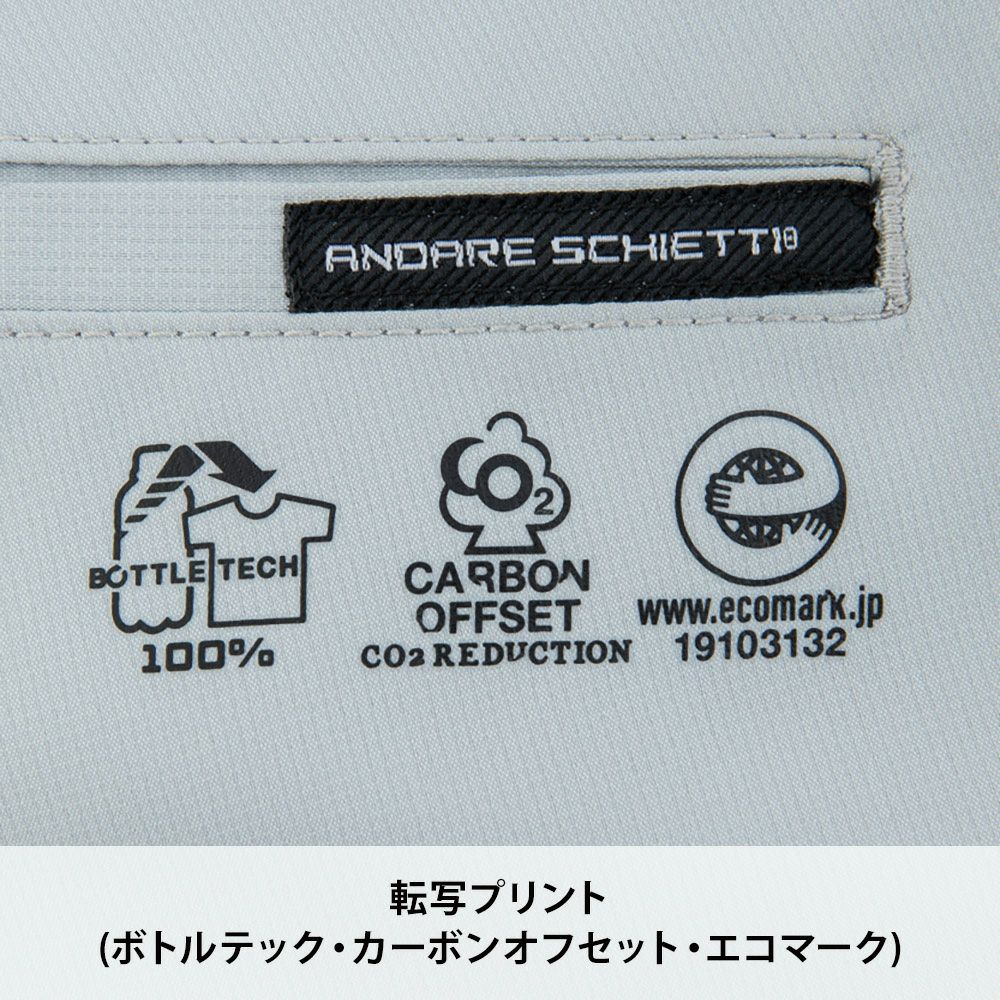 ANDARE SCHIETTI®
BOTTLE TECH
100%
CO2
CARBON
OFFSET
CO2 REDUCTION
www.ecomark.jp
19103132
転写プリント
(ボトルテック・カーボンオフセット・エコマーク)